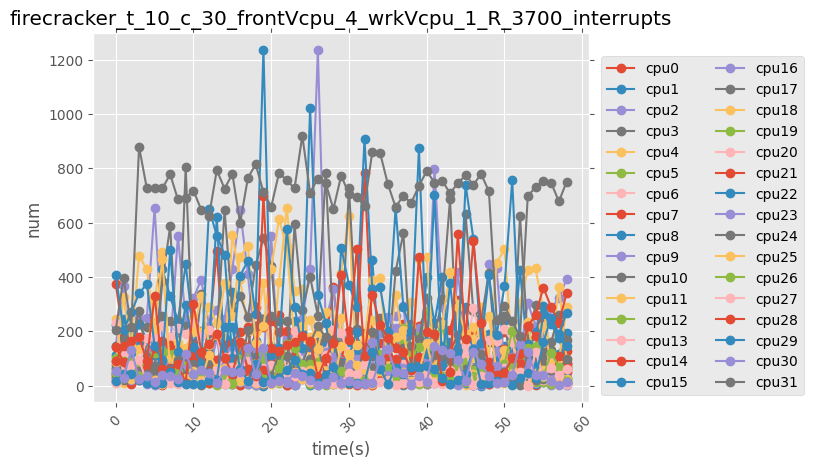 firecracker_t_10_c_30_frontVcpu_4_wrkVcpu_1_R_3700_interrupts
1200
1000
800
600
400
200
0
num
0
10
20
30
40
50
60
time(s)
cpu0
cpu1
cpu2
cpu3
cpu4
cpu5
cpu6
cpu7
cpu8
cpu9
cpu10
cpu11
cpu12
cpu13
cpu14
cpu15
cpu16
cpu17
cpu18
cpu19
cpu20
cpu21
cpu22
cpu23
cpu24
cpu25
cpu26
cpu27
cpu28
cpu29
cpu30
cpu31